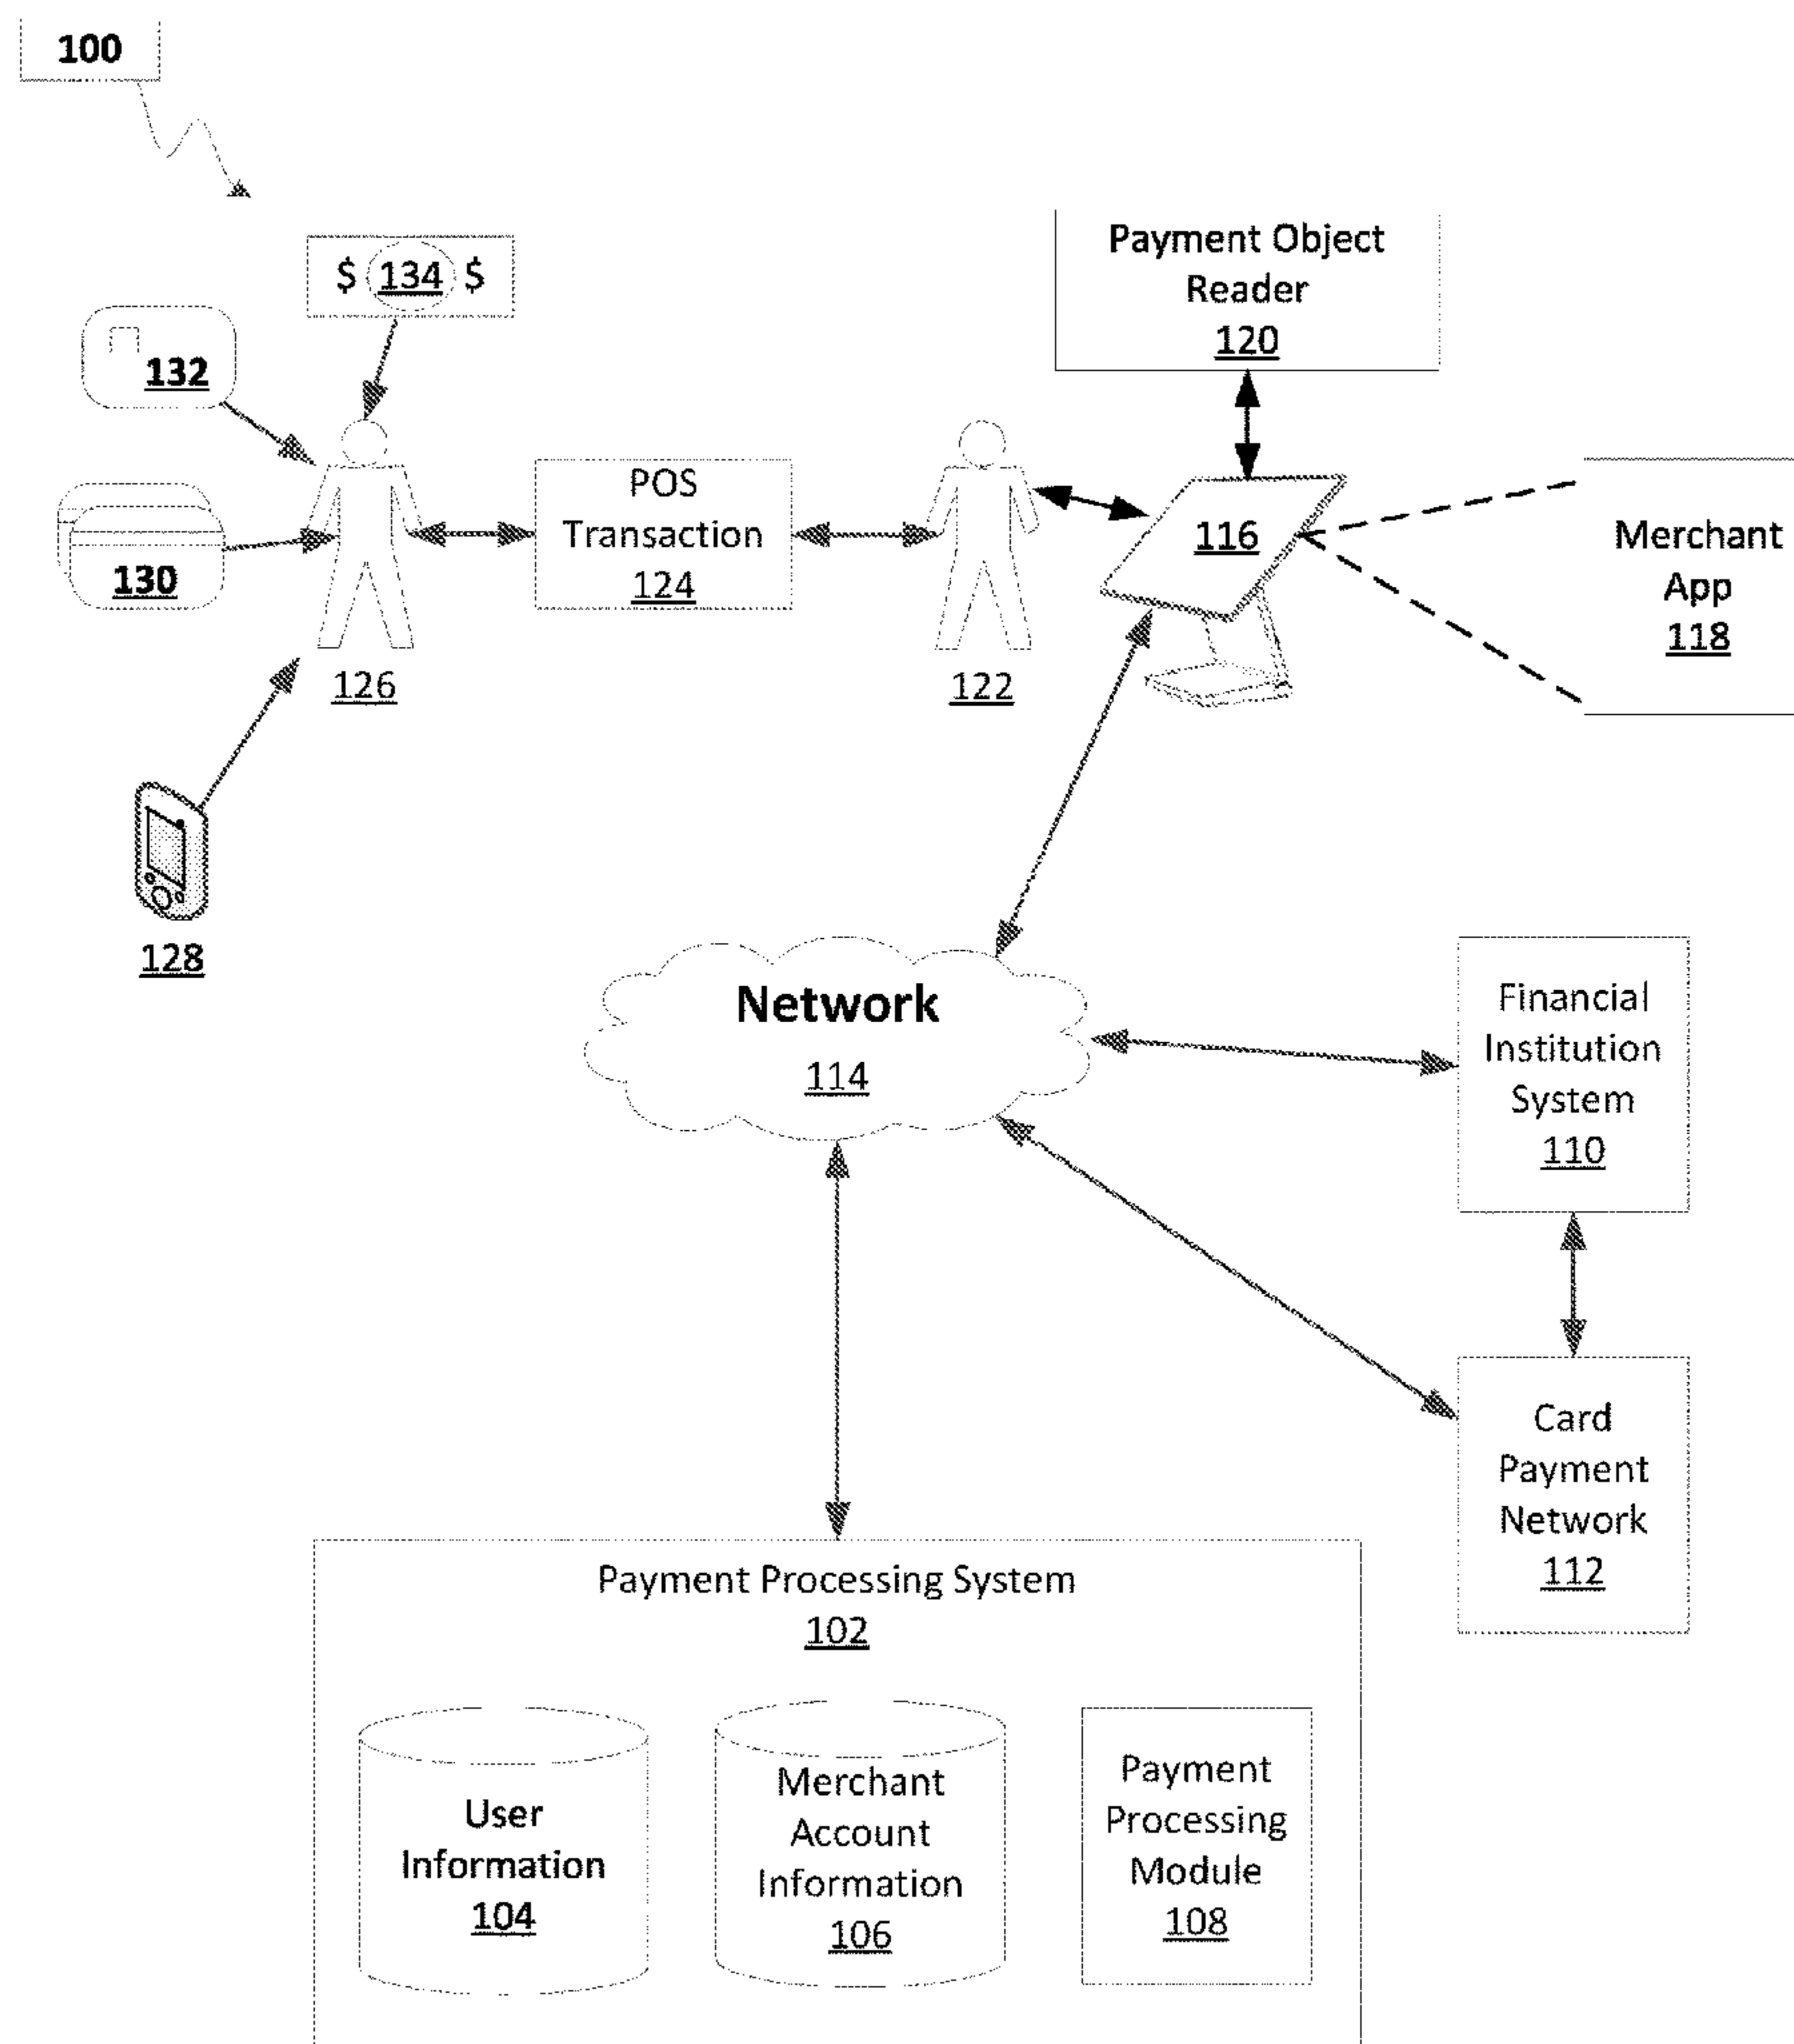 100
$ 134 $
Payment Object
Reader
120
132
POS
Transaction
124
116
Merchant
App
118
130
126
122
128
Network
114
Financial
Institution
System
110
Card
Payment
Network
112
Payment Processing System
102
User
Information
104
Merchant
Account
Information
106
Payment
Processing
Module
108